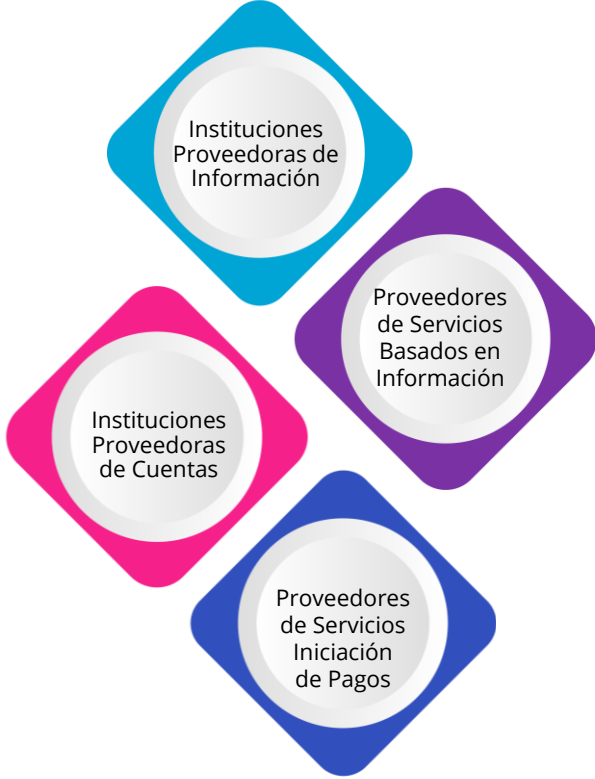 Instituciones
Proveedoras de
Información
Proveedores
de Servicios
Basados en
Información
Instituciones
Proveedoras
de Cuentas
Proveedores
de Servicios
Iniciación
de Pagos